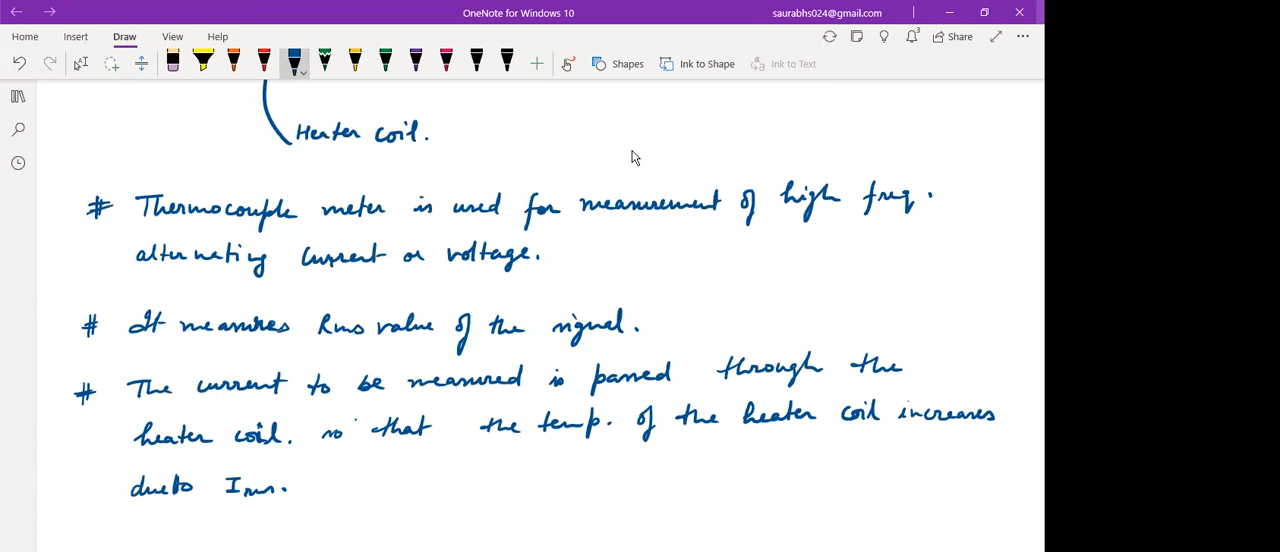 OneNote for Windows 10
saurabhs024@gmail.com
Home Insert Draw View Help
Share
Shapes Ink to Shape Ink to Text
Heater coil.
# Thermocouple meter is used for measurement of high freq.
alternating current or voltage.
# It measures Rms value of the signal.
# The current to be measured is passed through the
heater coil. so that the temp. of the heater coil increases
due to Irms.